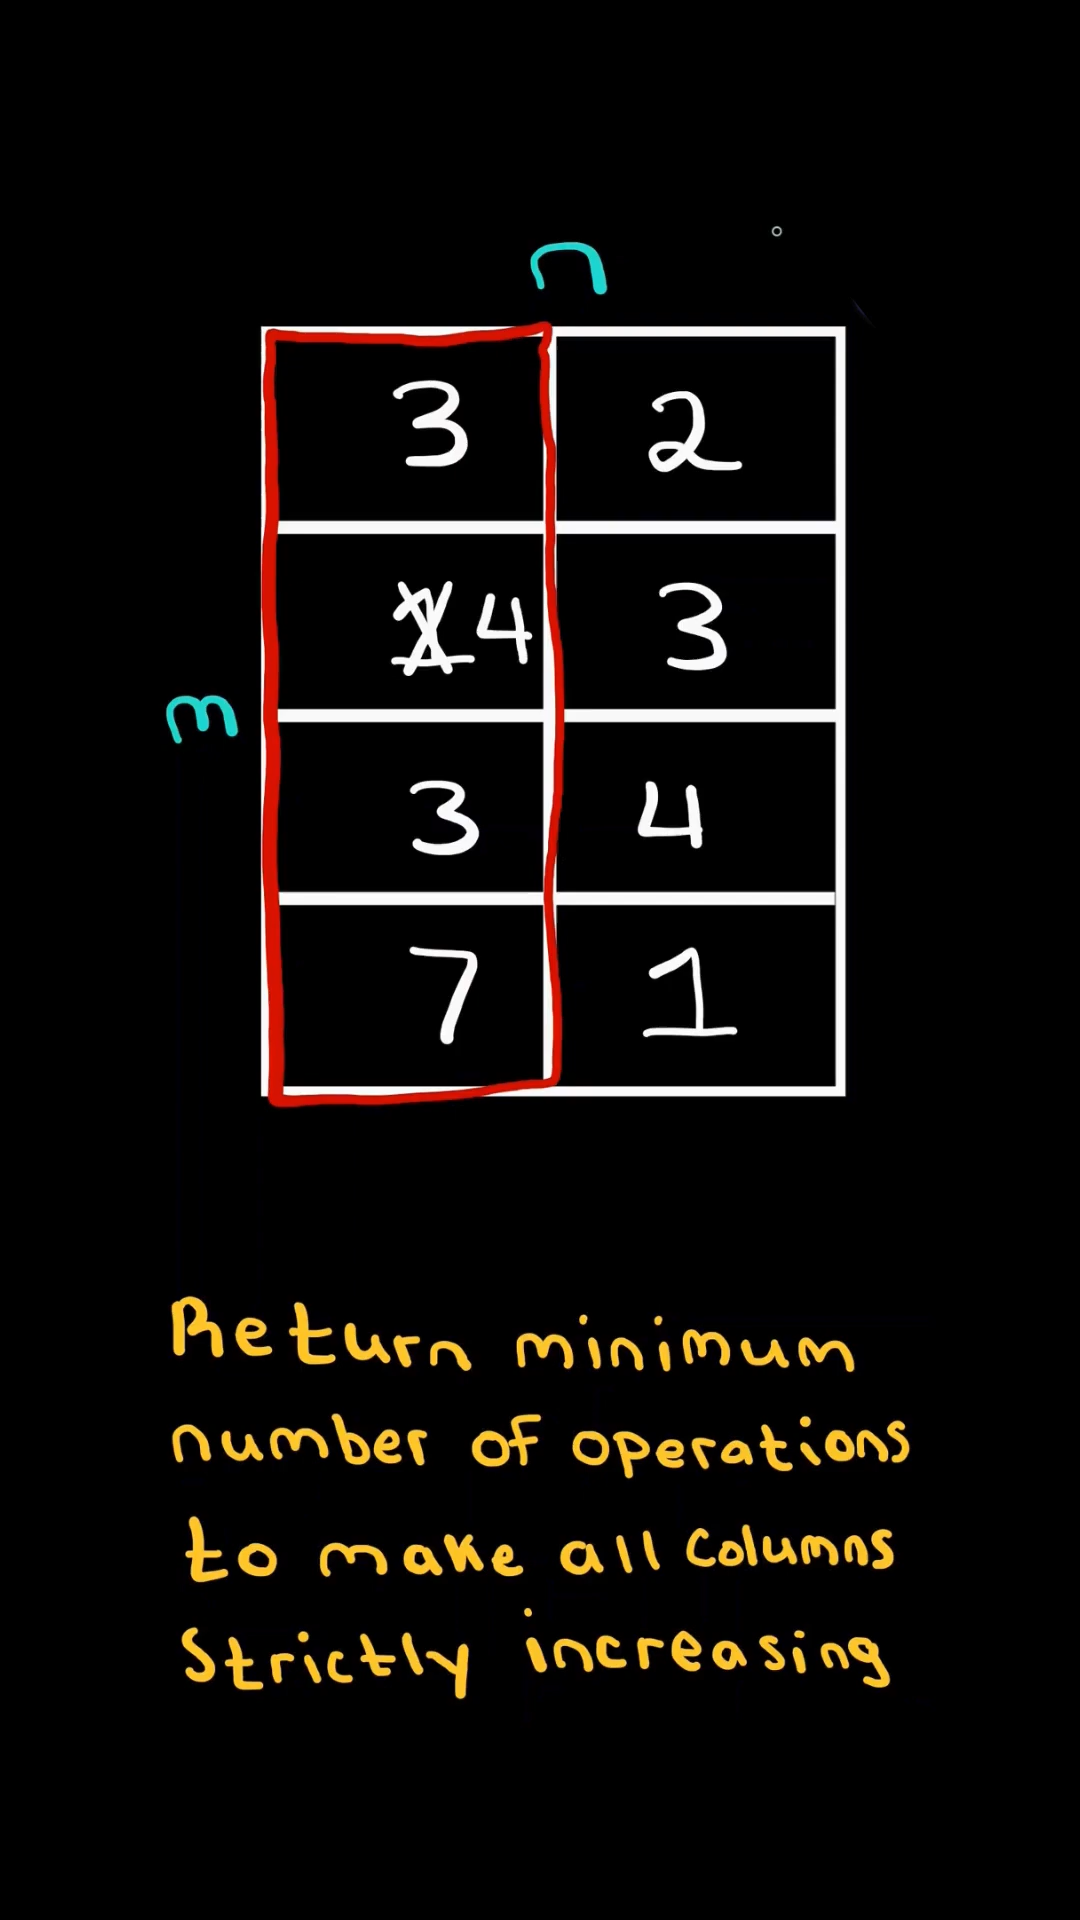 n
3 2
1 4 3
m
3 4
7 1
Return minimum
number of operations
to make all columns
Strictly increasing